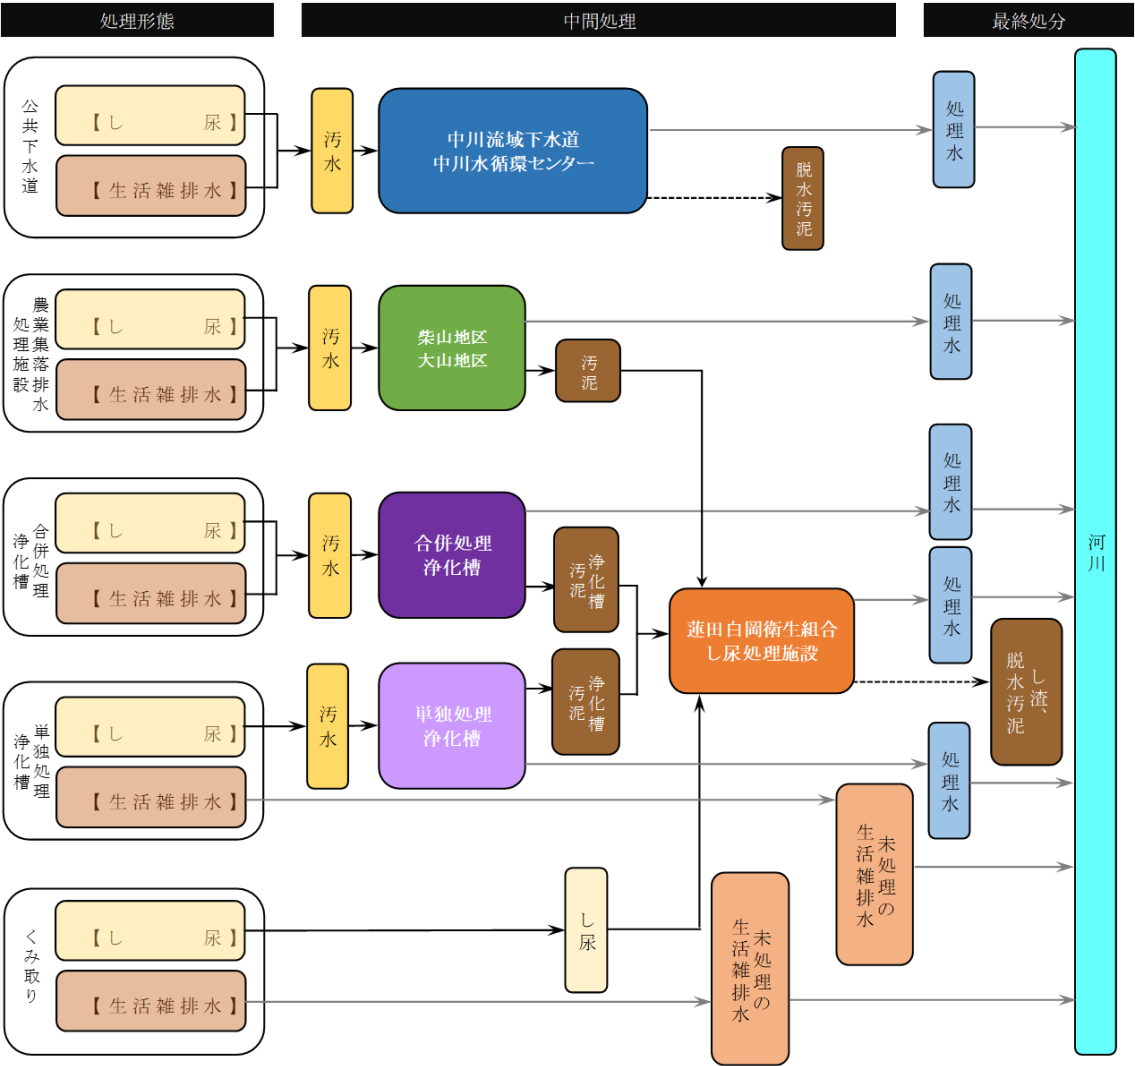 処理形態
中間処理
最終処分
公共下水道
【し　　　尿】
【生活雑排水】
汚水
中川流域下水道
中川水循環センター
処理水
脱水汚泥
農業集落排水
処理施設
【し　　　尿】
【生活雑排水】
汚水
柴山地区
大山地区
汚泥
処理水
合併処理
浄化槽
【し　　　尿】
【生活雑排水】
汚水
合併処理
浄化槽
浄化槽
汚泥
処理水
河川
蓮田白岡衛生組合
し尿処理施設
処理水
し渣、
脱水汚泥
単独処理
浄化槽
【し　　　尿】
【生活雑排水】
汚水
単独処理
浄化槽
浄化槽
汚泥
処理水
未処理の
生活雑排水
くみ取り
【し　　　尿】
【生活雑排水】
し尿
未処理の
生活雑排水